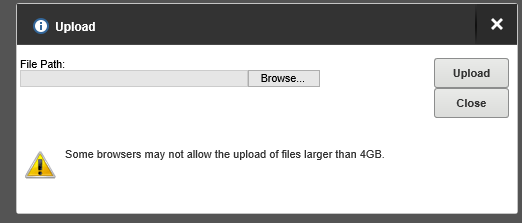 Upload
File Path:
Browse...
Upload
Close
Some browsers may not allow the upload of files larger than 4GB.